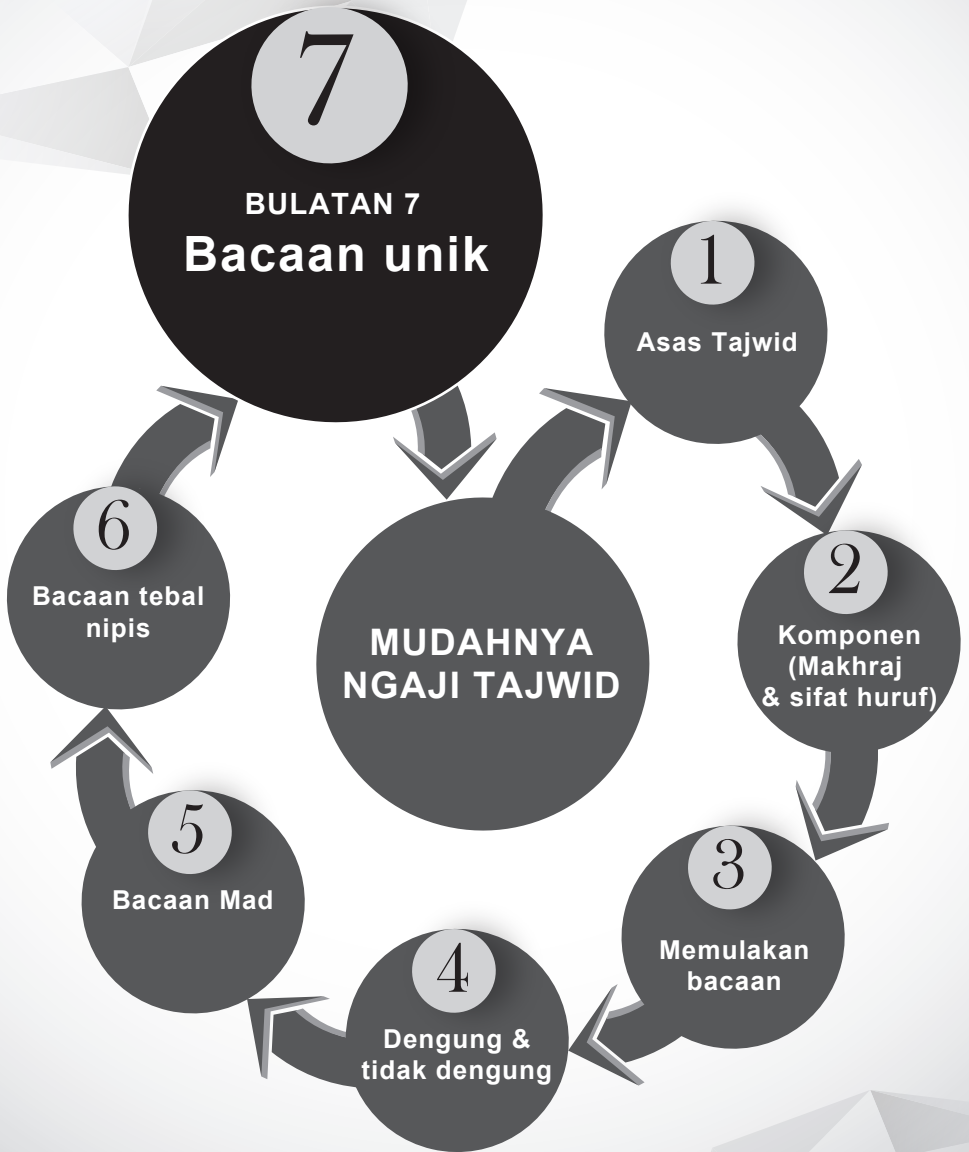 7
BULATAN 7
Bacaan unik
1
Asas Tajwid
2
Komponen
(Makhraj
& sifat huruf)
3
Memulakan
bacaan
4
Dengung &
tidak dengung
5
Bacaan Mad
6
Bacaan tebal
nipis
MUDAHNYA
NGAJI TAJWID